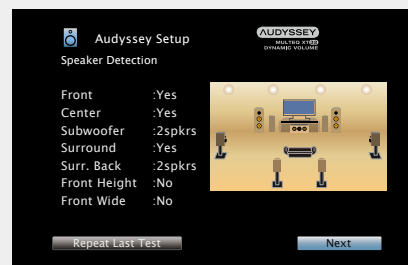 Audyssey Setup
AUDYSSEY
MULTEQ XT32
DYNAMIC VOLUME
Speaker Detection
Front :Yes
Center :Yes
Subwoofer :2spkrs
Surround :Yes
Surr. Back :2spkrs
Front Height :No
Front Wide :No
Repeat Last Test
Next